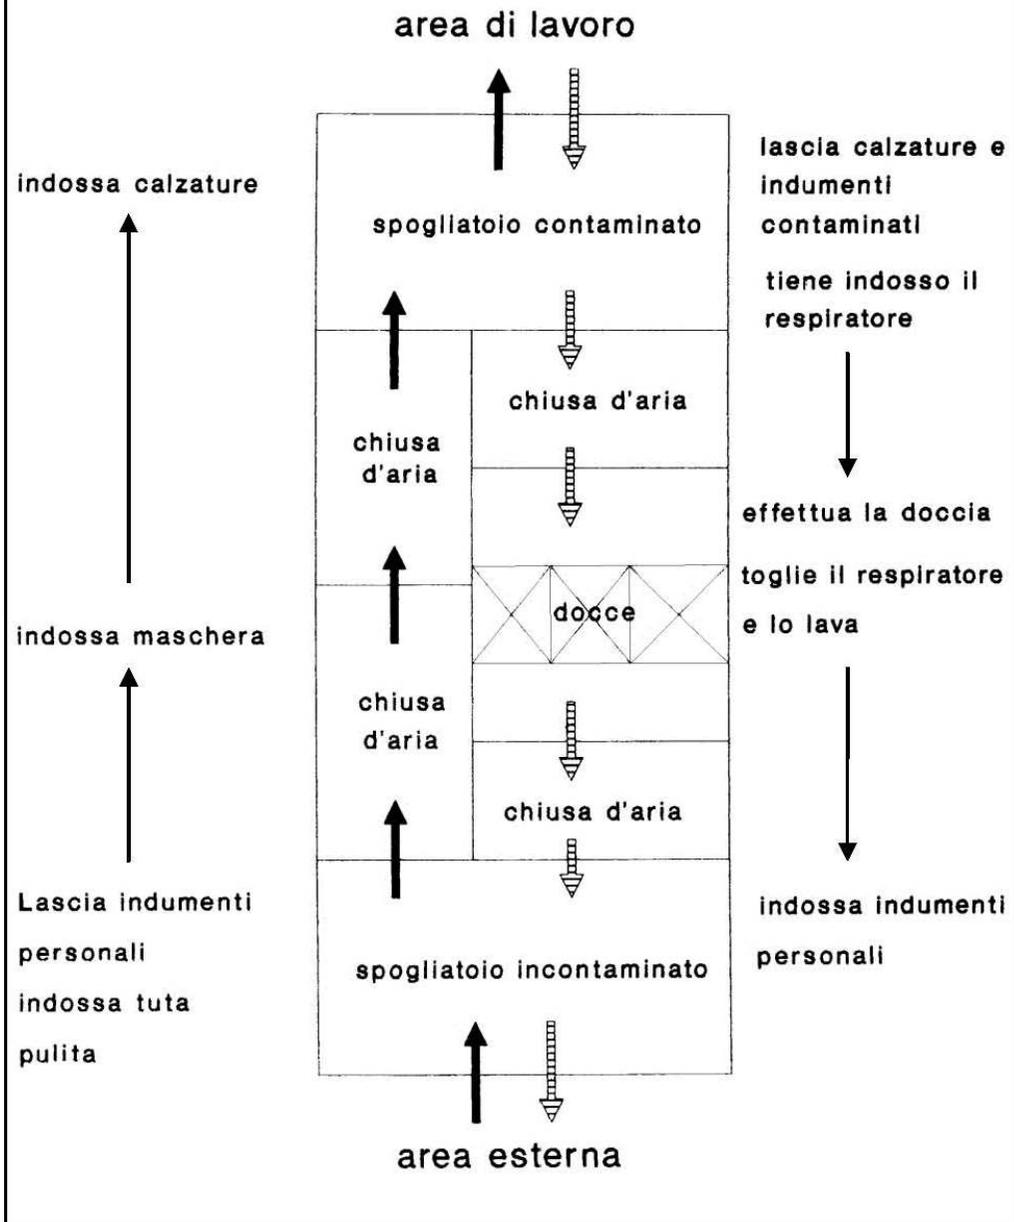 area di lavoro
indossa calzature
lascia calzature e
indumenti
contaminati
spogliatoio contaminato
tiene indosso il
respiratore
chiusa d'aria
chiusa
d'aria
effettua la doccia
toglie il respiratore
docce
e lo lava
indossa maschera
chiusa
d'aria
chiusa d'aria
Lascia indumenti
personali
indossa tuta
pulita
indossa indumenti
personali
spogliatoio incontaminato
area esterna